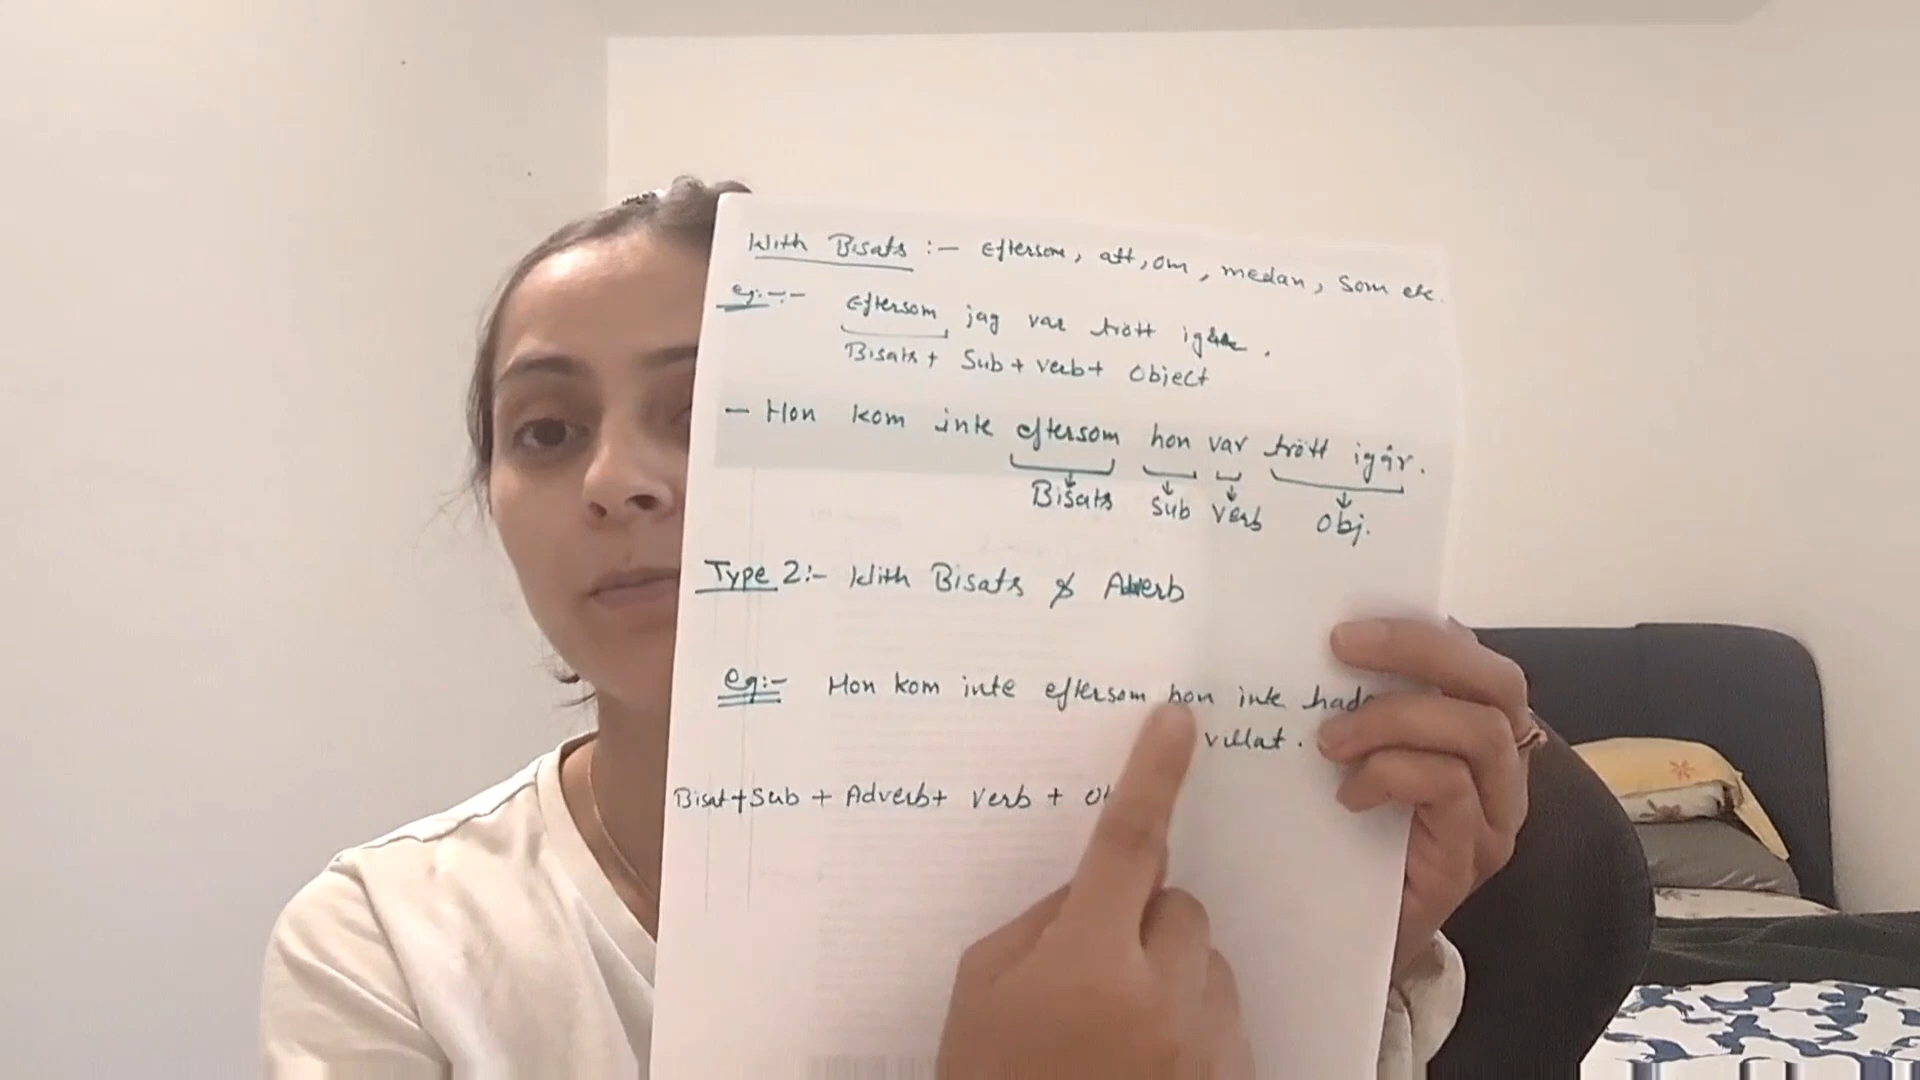 With Bisats :- Eftersom, att, om, medan, som etc.
eg:- Eftersom jag var trött igår.
Bisats + Sub + verb + Object
- Hon kom inte eftersom hon var trött igår.
Bisats Sub Verb Obj.
Type 2:- With Bisats & Adverb
eg:- Hon kom inte eftersom hon inte had
villat.
Bisat + Sub + Adverb + Verb + Ob